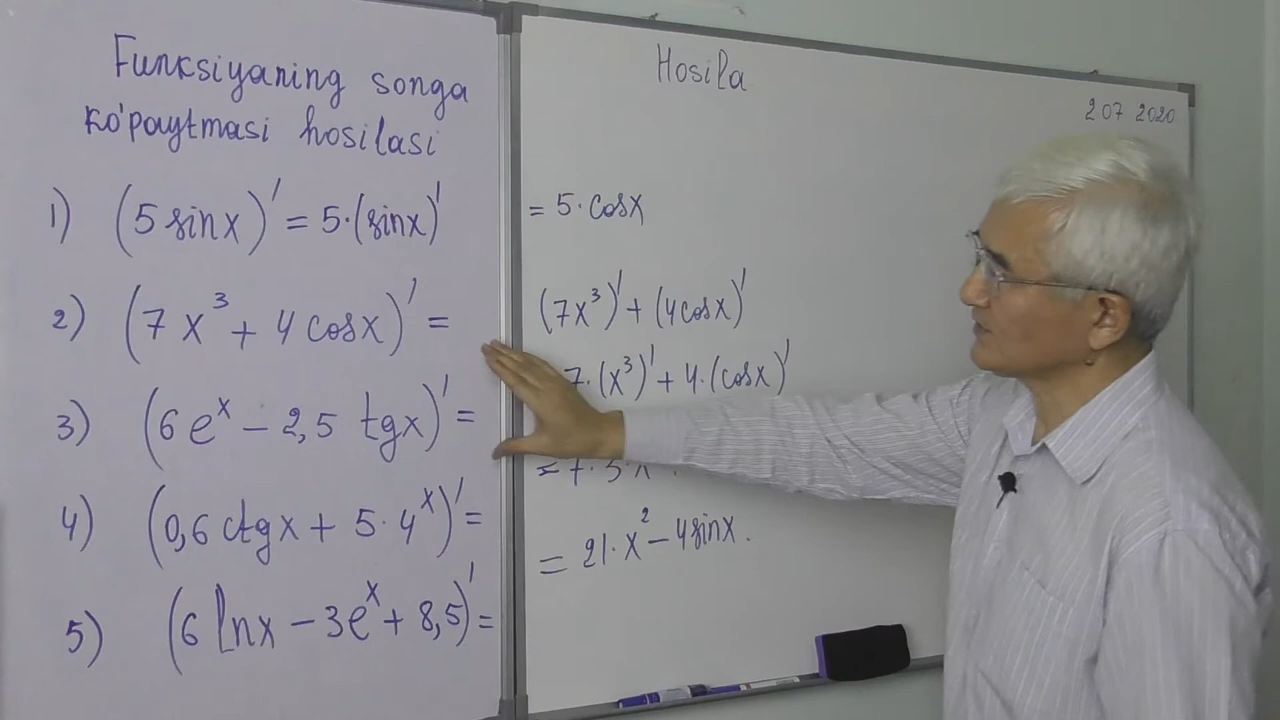 Funksiyaning songa
ko'paytmasi hosilasi
1) (5 sinx)' = 5·(sinx)'
2) (7x³ + 4 cosx)' =
3) (6eˣ − 2,5 tgx)' =
4) (0,6 ctgx + 5·4ˣ)' =
5) (6 lnx − 3eˣ + 8,5)' =
Hosila
2.07 2020
= 5·cosx
(7x³)' + (4cosx)'
7·(x³)' + 4·(cosx)'
= 21·x² − 4sinx.